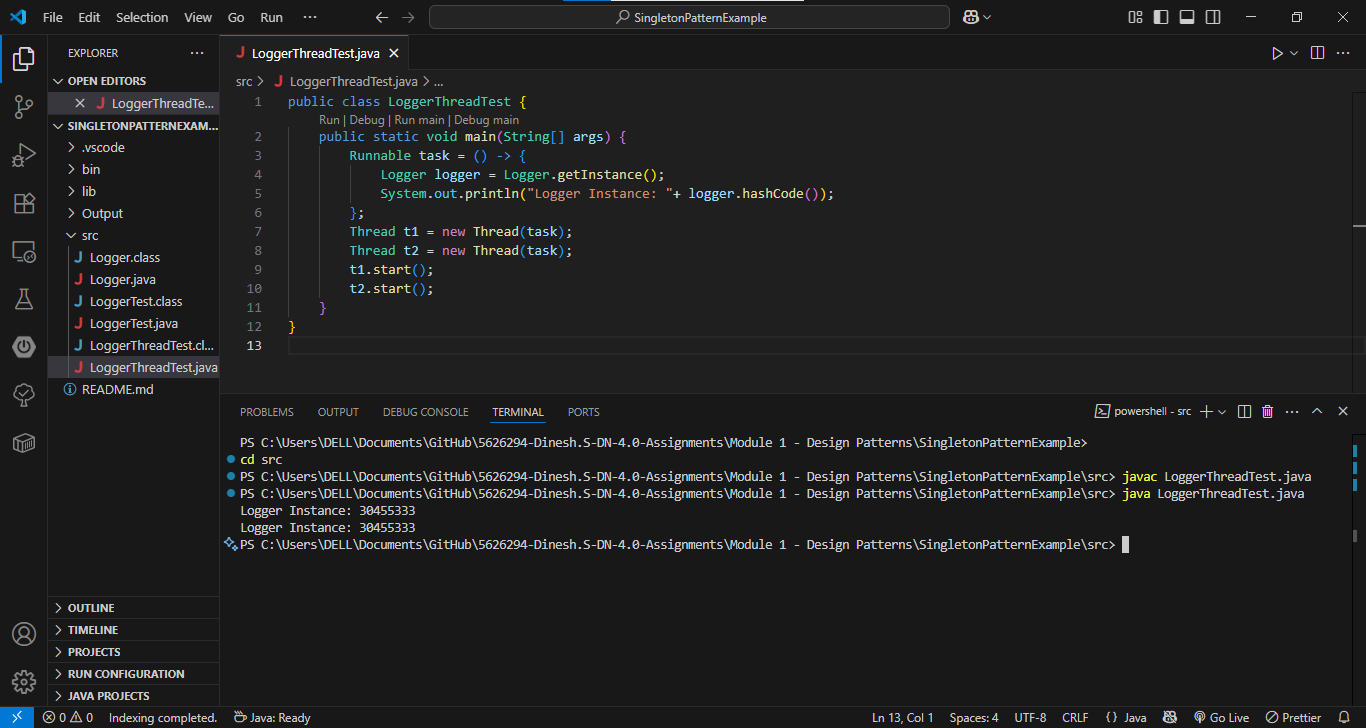 File Edit Selection View Go Run ··· SingletonPatternExample
EXPLORER ···
OPEN EDITORS
LoggerThreadTe...
SINGLETONPATTERNEXAM...
.vscode
bin
lib
Output
src
Logger.class
Logger.java
LoggerTest.class
LoggerTest.java
LoggerThreadTest.cl...
LoggerThreadTest.java
README.md
OUTLINE
TIMELINE
PROJECTS
RUN CONFIGURATION
JAVA PROJECTS
LoggerThreadTest.java
src > LoggerThreadTest.java > ...
1 public class LoggerThreadTest {
Run | Debug | Run main | Debug main
2 public static void main(String[] args) {
3 Runnable task = () -> {
4 Logger logger = Logger.getInstance();
5 System.out.println("Logger Instance: "+ logger.hashCode());
6 };
7 Thread t1 = new Thread(task);
8 Thread t2 = new Thread(task);
9 t1.start();
10 t2.start();
11 }
12 }
13
PROBLEMS OUTPUT DEBUG CONSOLE TERMINAL PORTS powershell - src
PS C:\Users\DELL\Documents\GitHub\5626294-Dinesh.S-DN-4.0-Assignments\Module 1 - Design Patterns\SingletonPatternExample>
cd src
PS C:\Users\DELL\Documents\GitHub\5626294-Dinesh.S-DN-4.0-Assignments\Module 1 - Design Patterns\SingletonPatternExample\src> javac LoggerThreadTest.java
PS C:\Users\DELL\Documents\GitHub\5626294-Dinesh.S-DN-4.0-Assignments\Module 1 - Design Patterns\SingletonPatternExample\src> java LoggerThreadTest.java
Logger Instance: 30455333
Logger Instance: 30455333
PS C:\Users\DELL\Documents\GitHub\5626294-Dinesh.S-DN-4.0-Assignments\Module 1 - Design Patterns\SingletonPatternExample\src>
0 0 Indexing completed. Java: Ready Ln 13, Col 1 Spaces: 4 UTF-8 CRLF {} Java Go Live Prettier